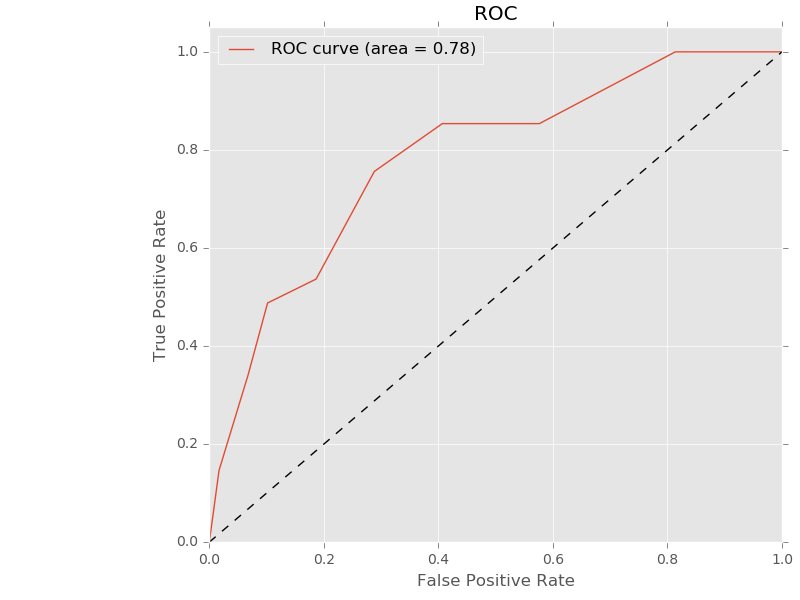 ROC
ROC curve (area = 0.78)
1.0
0.8
0.6
0.4
0.2
0.0
True Positive Rate
0.0 0.2 0.4 0.6 0.8 1.0
False Positive Rate